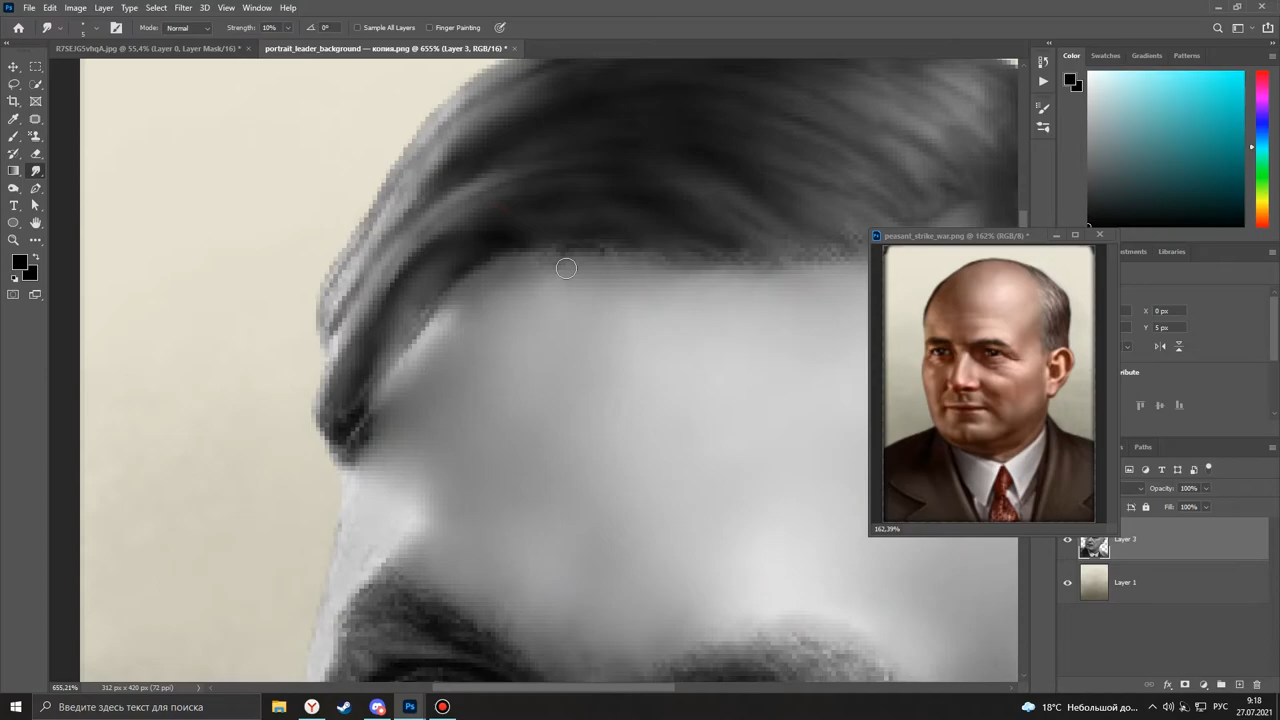 File Edit Image Layer Type Select Filter 3D View Window Help
5 Mode: Normal Strength: 10% 0° Sample All Layers Finger Painting
R7SEJG5vhqA.jpg @ 55,4% (Layer 0, Layer Mask/16) * ×
portrait_leader_background — копия.png @ 655% (Layer 3, RGB/16) * ×
Color Swatches Gradients Patterns
peasant_strike_war.png @ 162% (RGB/8) *
162,39%
Libraries
X 0 px
Y 5 px
Paths
Opacity: 100%
Fill: 100%
Layer 3
Layer 1
655,21% 312 px x 420 px (72 ppi)
Введите здесь текст для поиска
18°C Небольшой до... РУС
9:18
27.07.2021